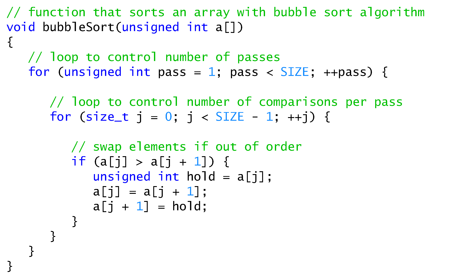 // function that sorts an array with bubble sort algorithm
void bubbleSort(unsigned int a[])
{
   // loop to control number of passes
   for (unsigned int pass = 1; pass < SIZE; ++pass) {

      // loop to control number of comparisons per pass
      for (size_t j = 0; j < SIZE - 1; ++j) {

         // swap elements if out of order
         if (a[j] > a[j + 1]) {
            unsigned int hold = a[j];
            a[j] = a[j + 1];
            a[j + 1] = hold;
         }
      }
   }
}